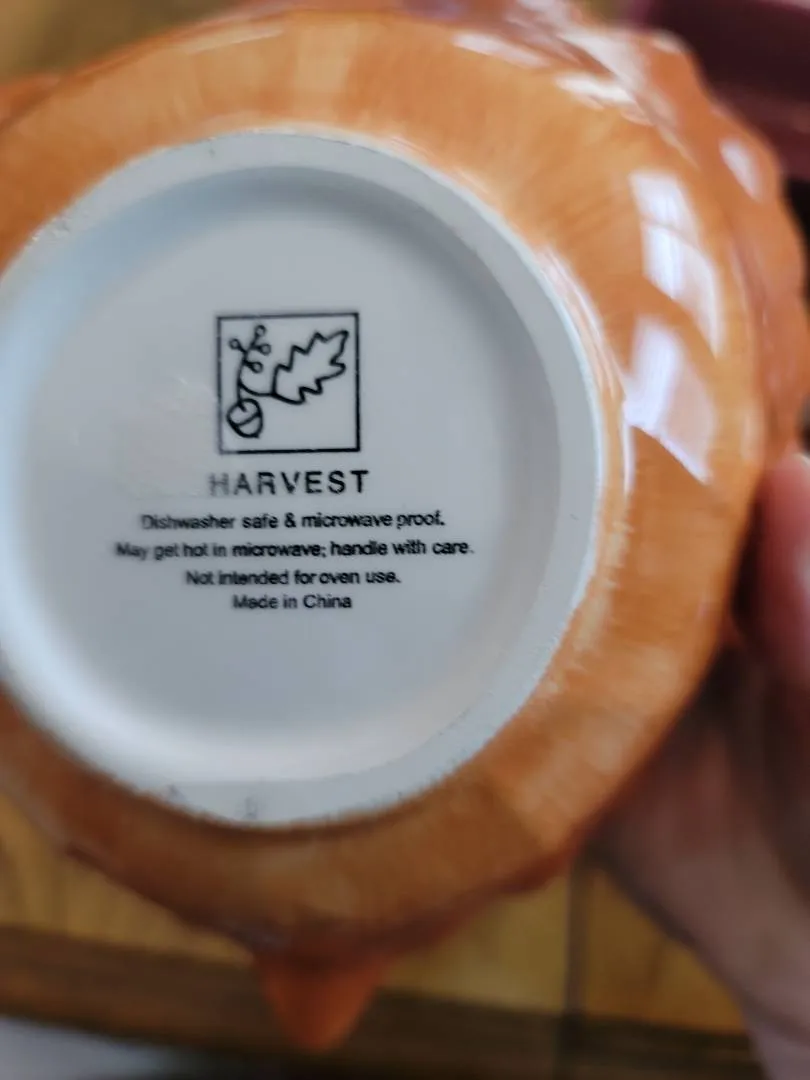 HARVEST
Dishwasher safe & microwave proof.
May get hot in microwave; handle with care.
Not intended for oven use.
Made in China